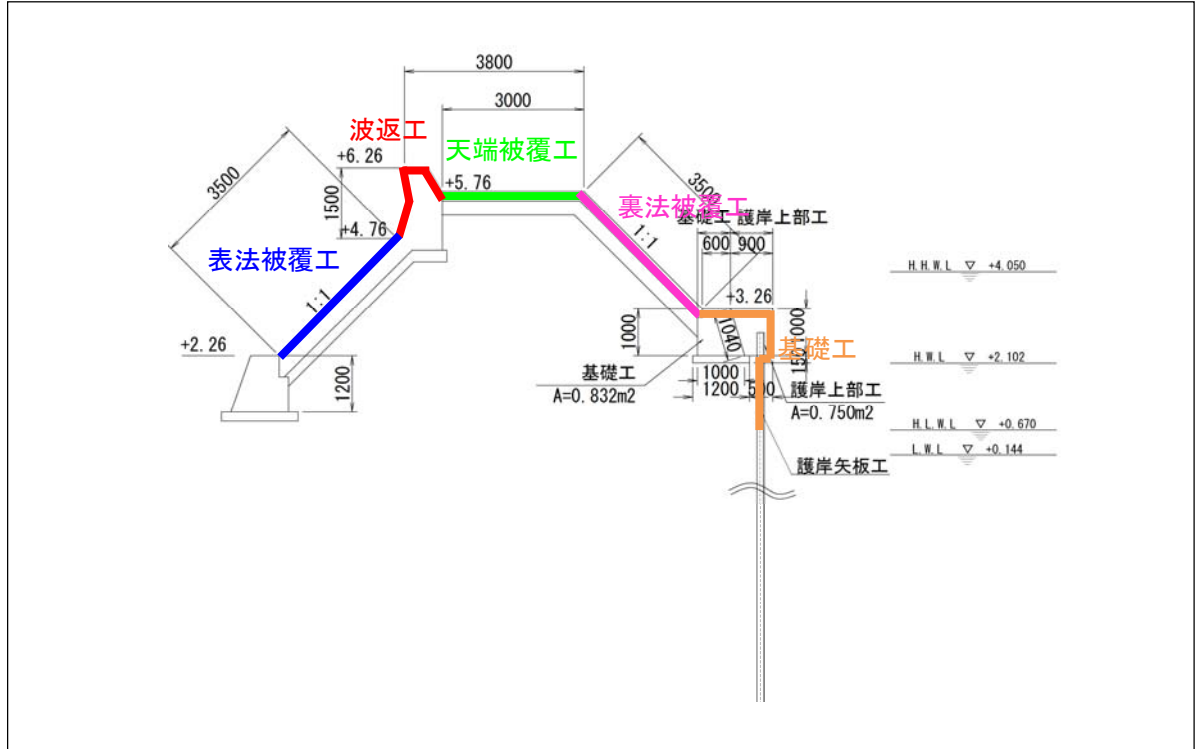 3800
3000
波返工
天端被覆工
+6.26
3500
1500
+5.76
3500
裏法被覆工
基礎工 護岸上部工
+4.76
1:1
600 900
表法被覆工
H.H.W.L ▽ +4.050
1:1
+3.26
1000
1040
1000
+2.26
基礎工
150
H.W.L ▽ +2.102
1200
基礎工
A=0.832m2
1000
1200 500
護岸上部工
A=0.750m2
H.L.W.L ▽ +0.670
L.W.L ▽ +0.144
護岸矢板工